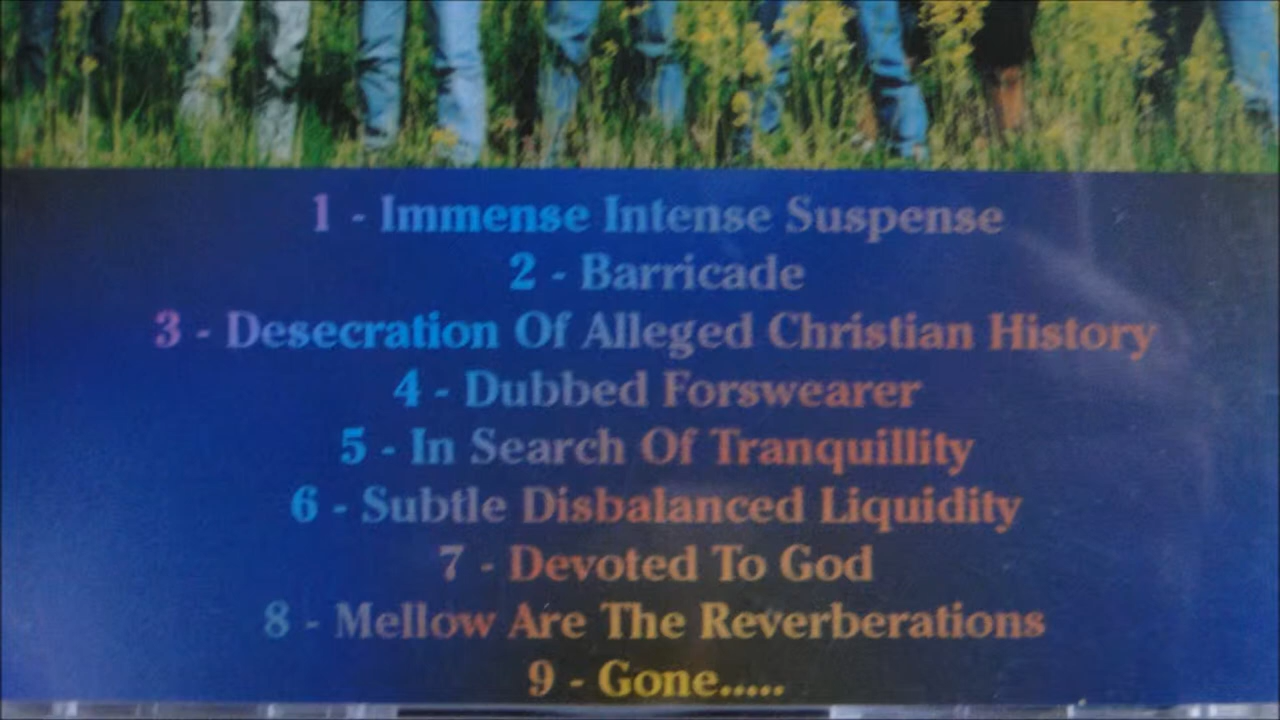 1 - Immense Intense Suspense
2 - Barricade
3 - Desecration Of Alleged Christian History
4 - Dubbed Forswearer
5 - In Search Of Tranquillity
6 - Subtle Disbalanced Liquidity
7 - Devoted To God
8 - Mellow Are The Reverberations
9 - Gone.....